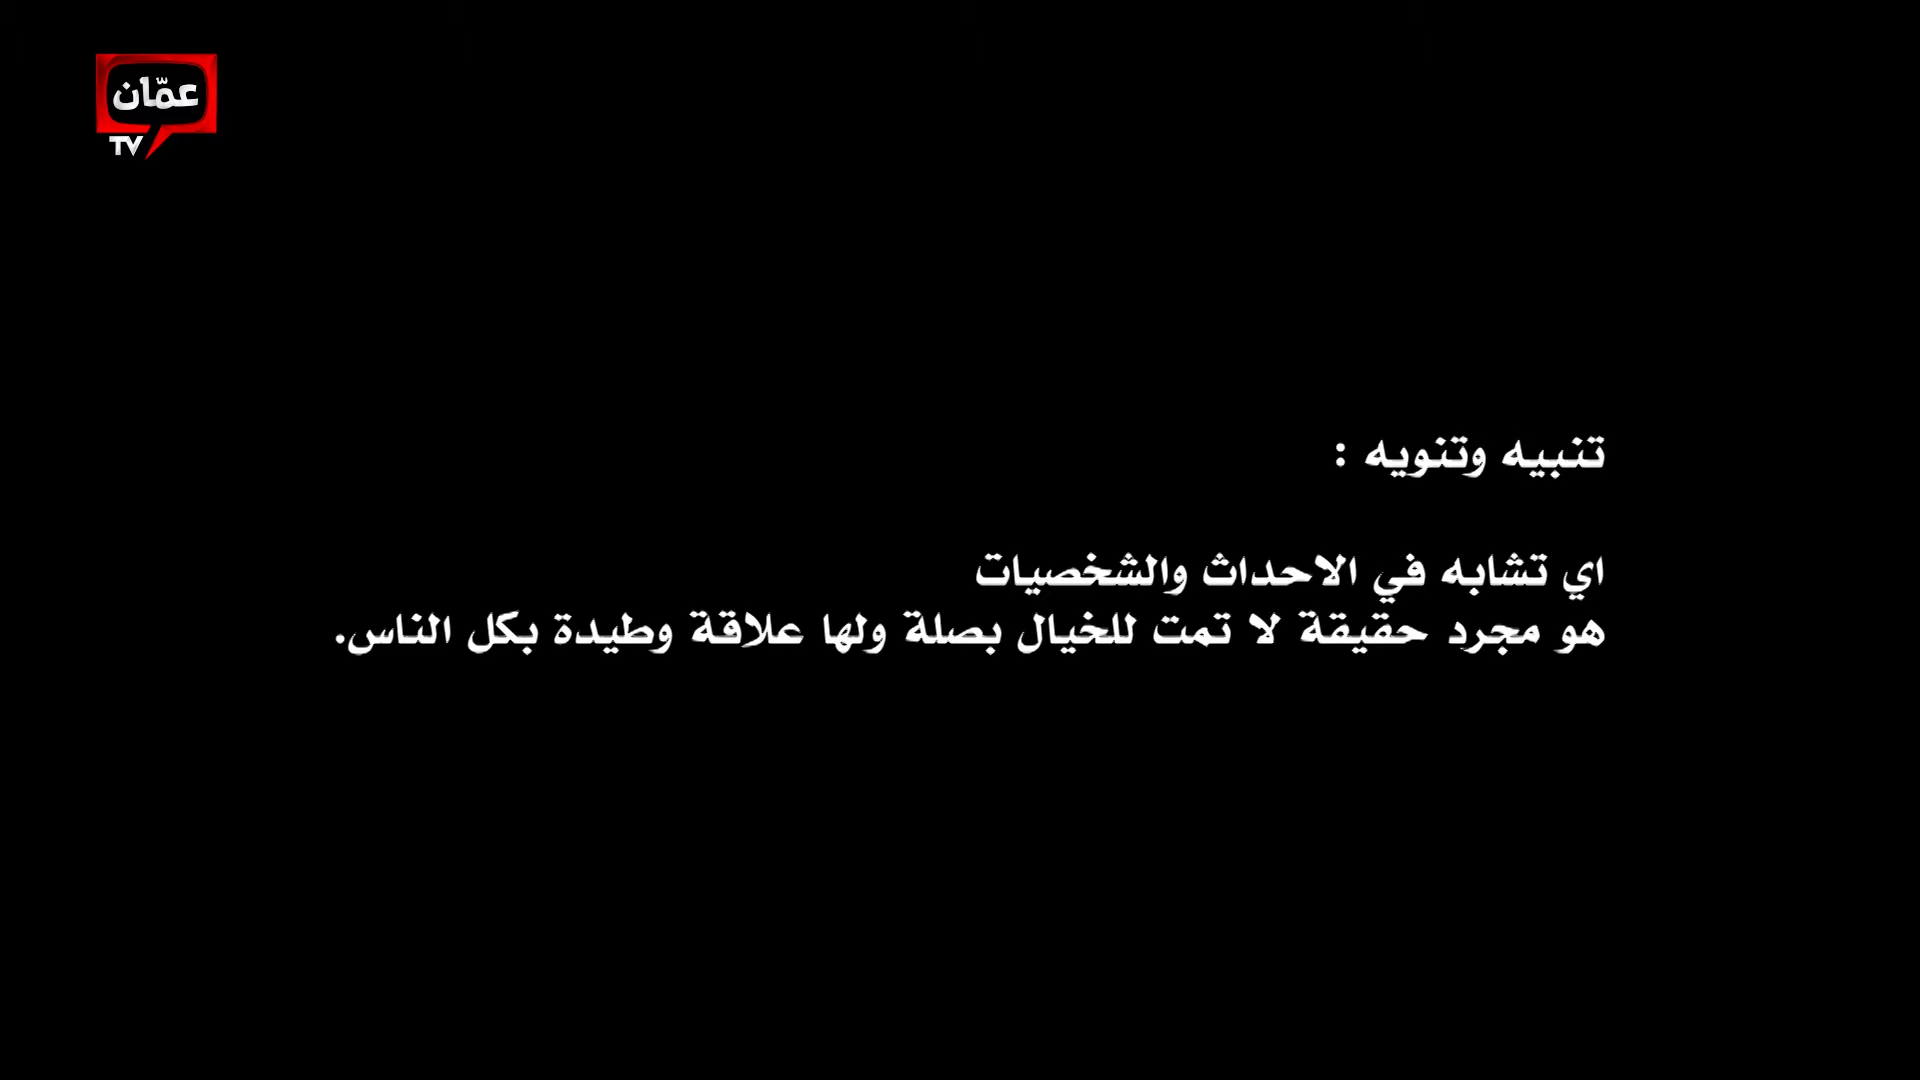 عمّان
TV
تنبيه وتنويه :
اي تشابه في الاحداث والشخصيات
هو مجرد حقيقة لا تمت للخيال بصلة ولها علاقة وطيدة بكل الناس.